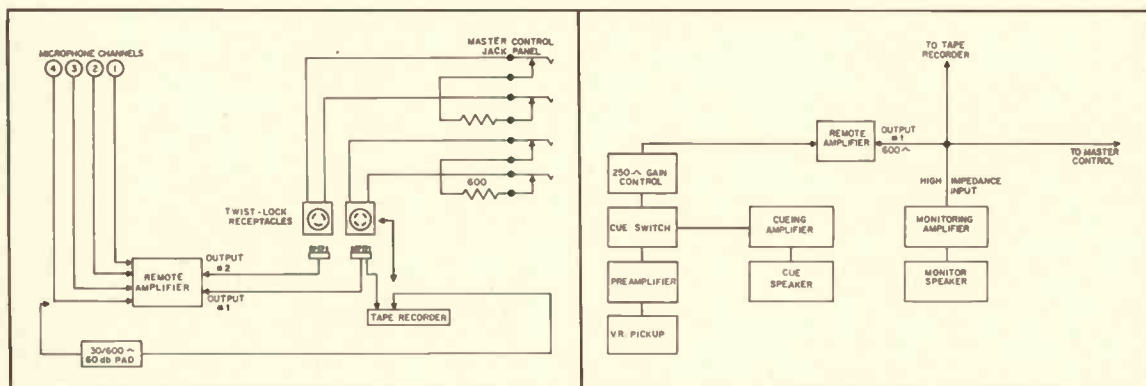 MICROPHONE CHANNELS
4 3 2 1
MASTER CONTROL
JACK PANEL
600
TWIST-LOCK
RECEPTACLES
OUTPUT
#2
REMOTE
AMPLIFIER
OUTPUT
#1
TAPE RECORDER
30/600 ~
60 db PAD
TO TAPE
RECORDER
REMOTE
AMPLIFIER
OUTPUT
#1
600 ~
TO MASTER
CONTROL
250 ~ GAIN
CONTROL
HIGH IMPEDANCE
INPUT
CUE SWITCH
CUEING
AMPLIFIER
MONITORING
AMPLIFIER
PREAMPLIFIER
CUE
SPEAKER
MONITOR
SPEAKER
V.R. PICKUP